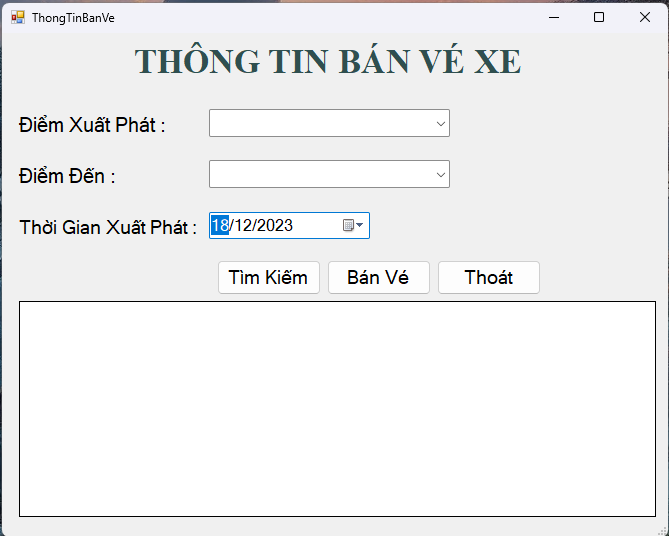 ThongTinBanVe
THÔNG TIN BÁN VÉ XE
Điểm Xuất Phát :
Điểm Đến :
Thời Gian Xuất Phát : 18/12/2023
Tìm Kiếm Bán Vé Thoát